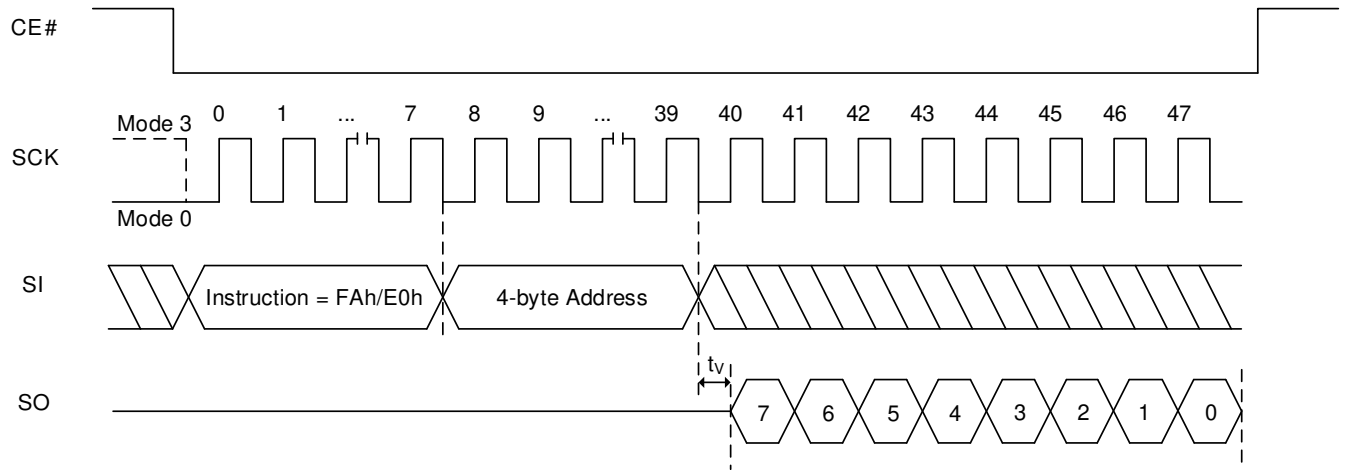 CE#
0 1 ... 7 8 9 ... 39 40 41 42 43 44 45 46 47
Mode 3
SCK
Mode 0
SI
Instruction = FAh/E0h
4-byte Address
tV
SO
7 6 5 4 3 2 1 0